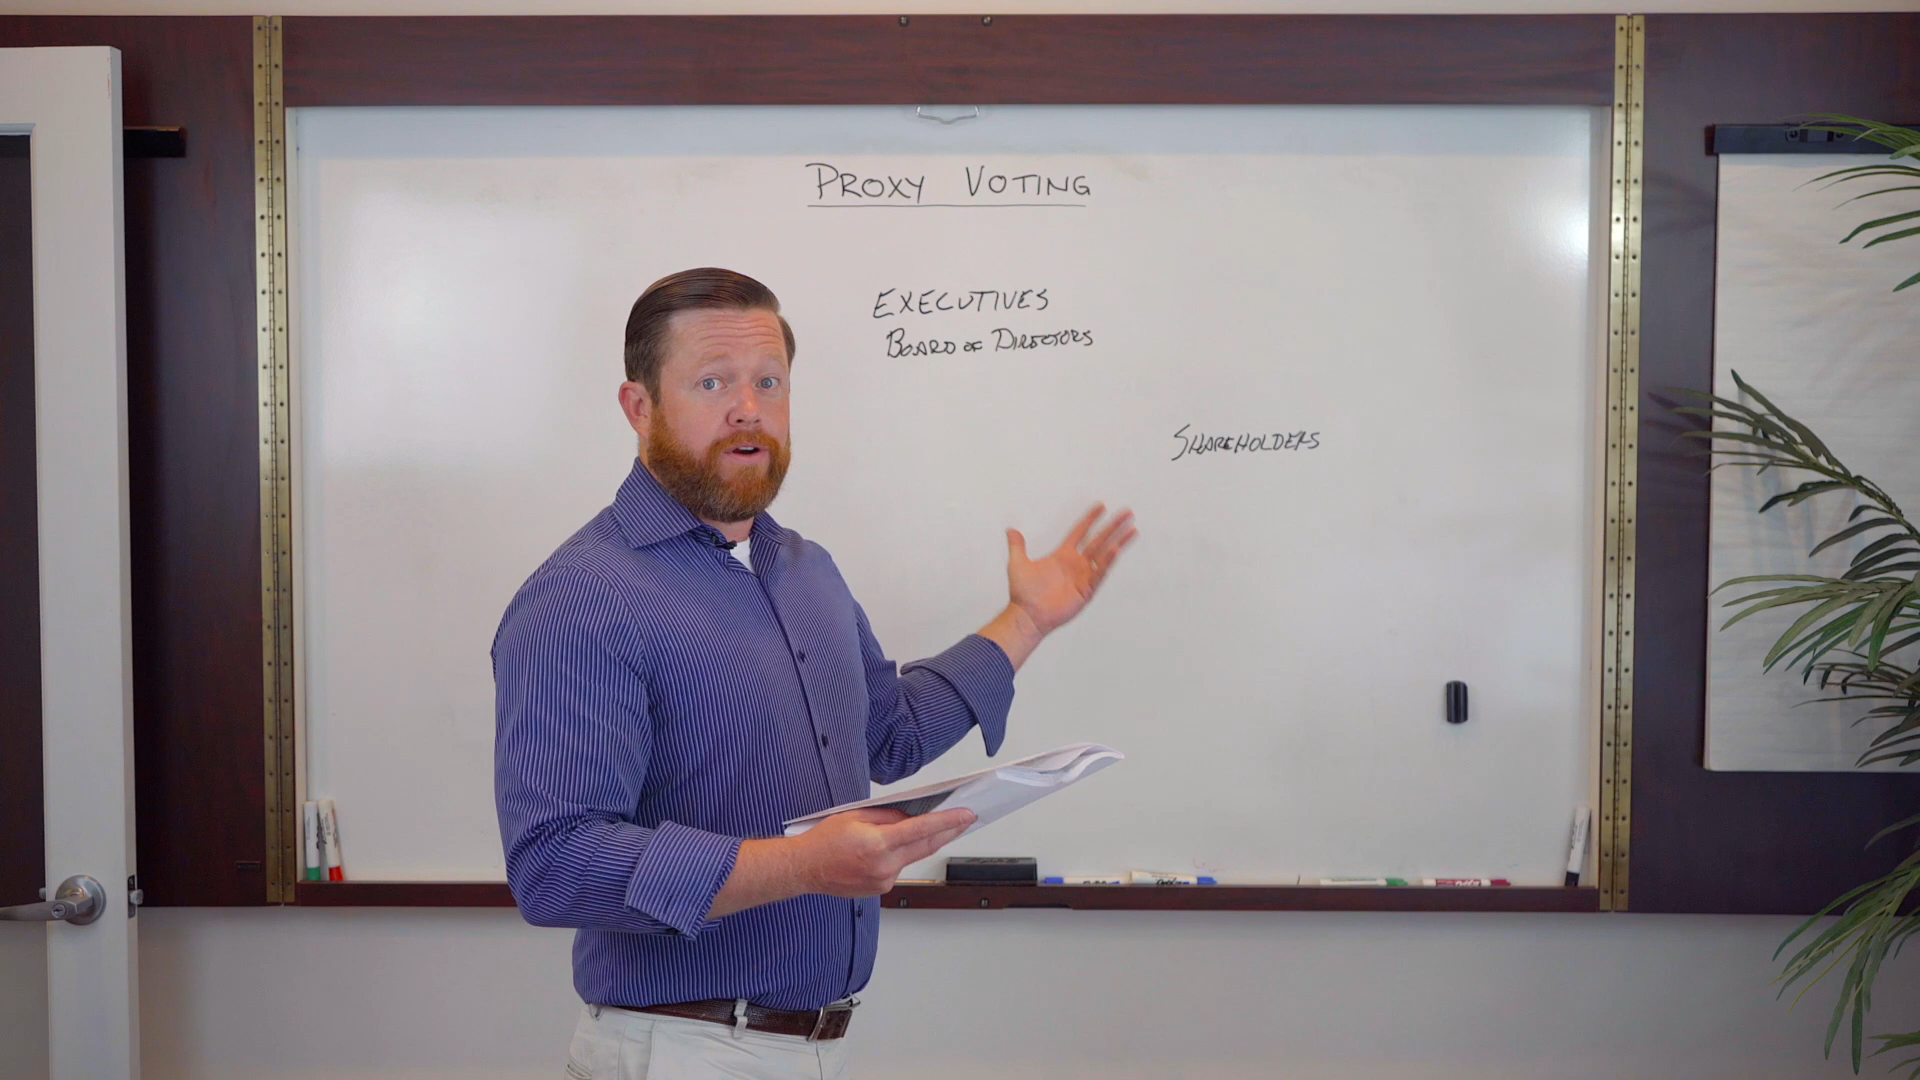 PROXY VOTING
EXECUTIVES
BOARD OF DIRECTORS
SHAREHOLDERS